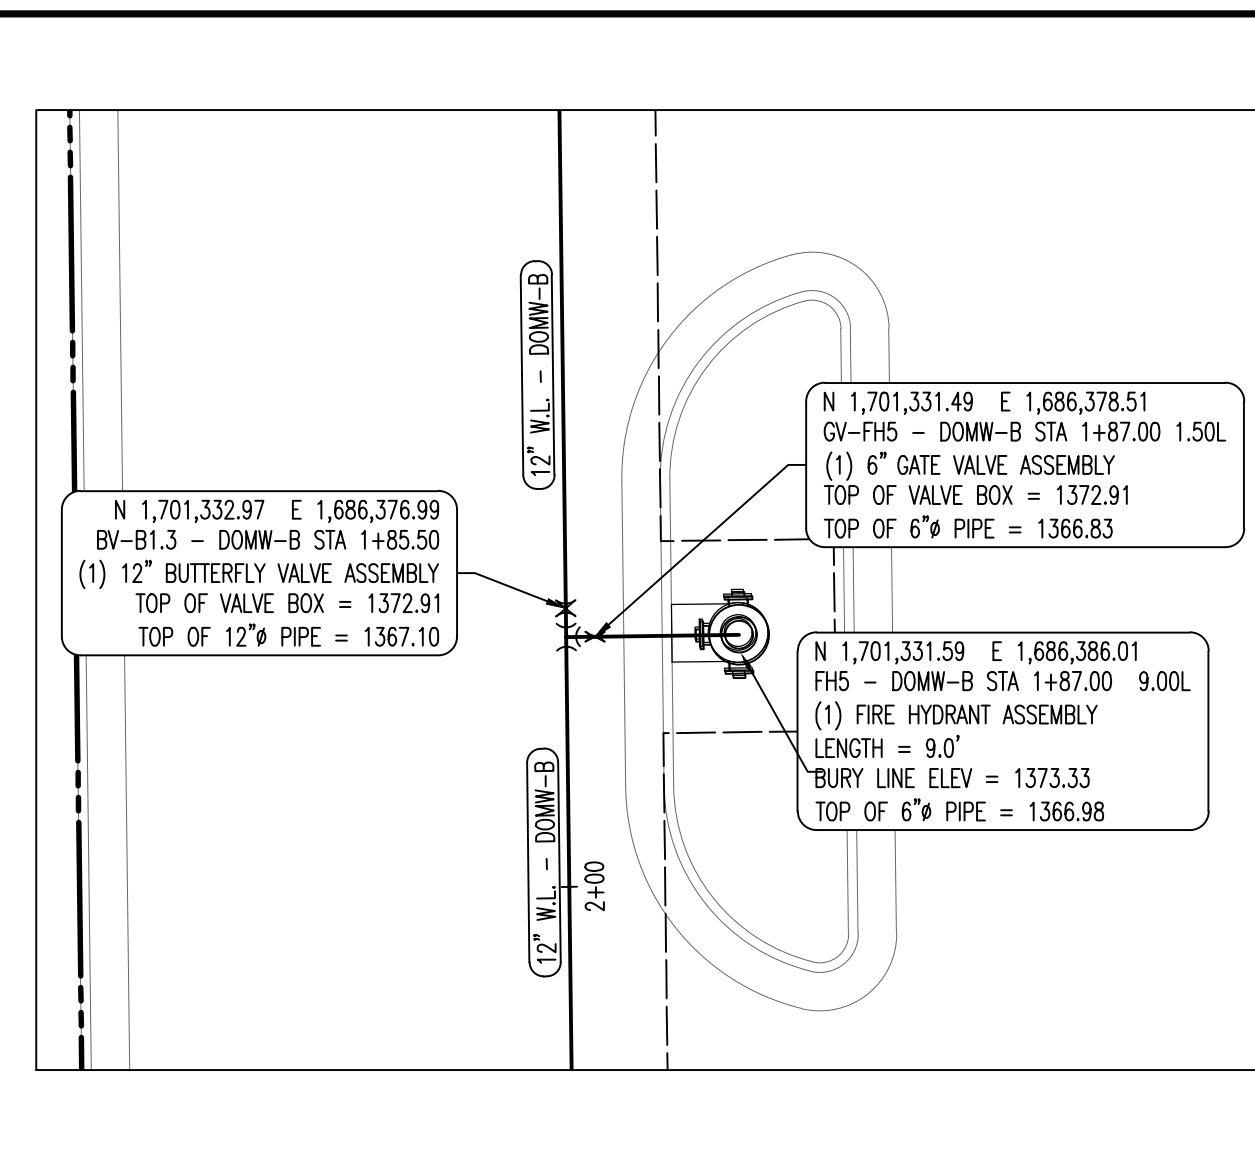 12" W.L. - DOMW-B
N 1,701,331.49 E 1,686,378.51
GV-FH5 - DOMW-B STA 1+87.00 1.50L
(1) 6" GATE VALVE ASSEMBLY
TOP OF VALVE BOX = 1372.91
TOP OF 6"ø PIPE = 1366.83
N 1,701,332.97 E 1,686,376.99
BV-B1.3 - DOMW-B STA 1+85.50
(1) 12" BUTTERFLY VALVE ASSEMBLY
TOP OF VALVE BOX = 1372.91
TOP OF 12"ø PIPE = 1367.10
N 1,701,331.59 E 1,686,386.01
FH5 - DOMW-B STA 1+87.00 9.00L
(1) FIRE HYDRANT ASSEMBLY
LENGTH = 9.0'
BURY LINE ELEV = 1373.33
TOP OF 6"ø PIPE = 1366.98
12" W.L. - DOMW-B
2+00